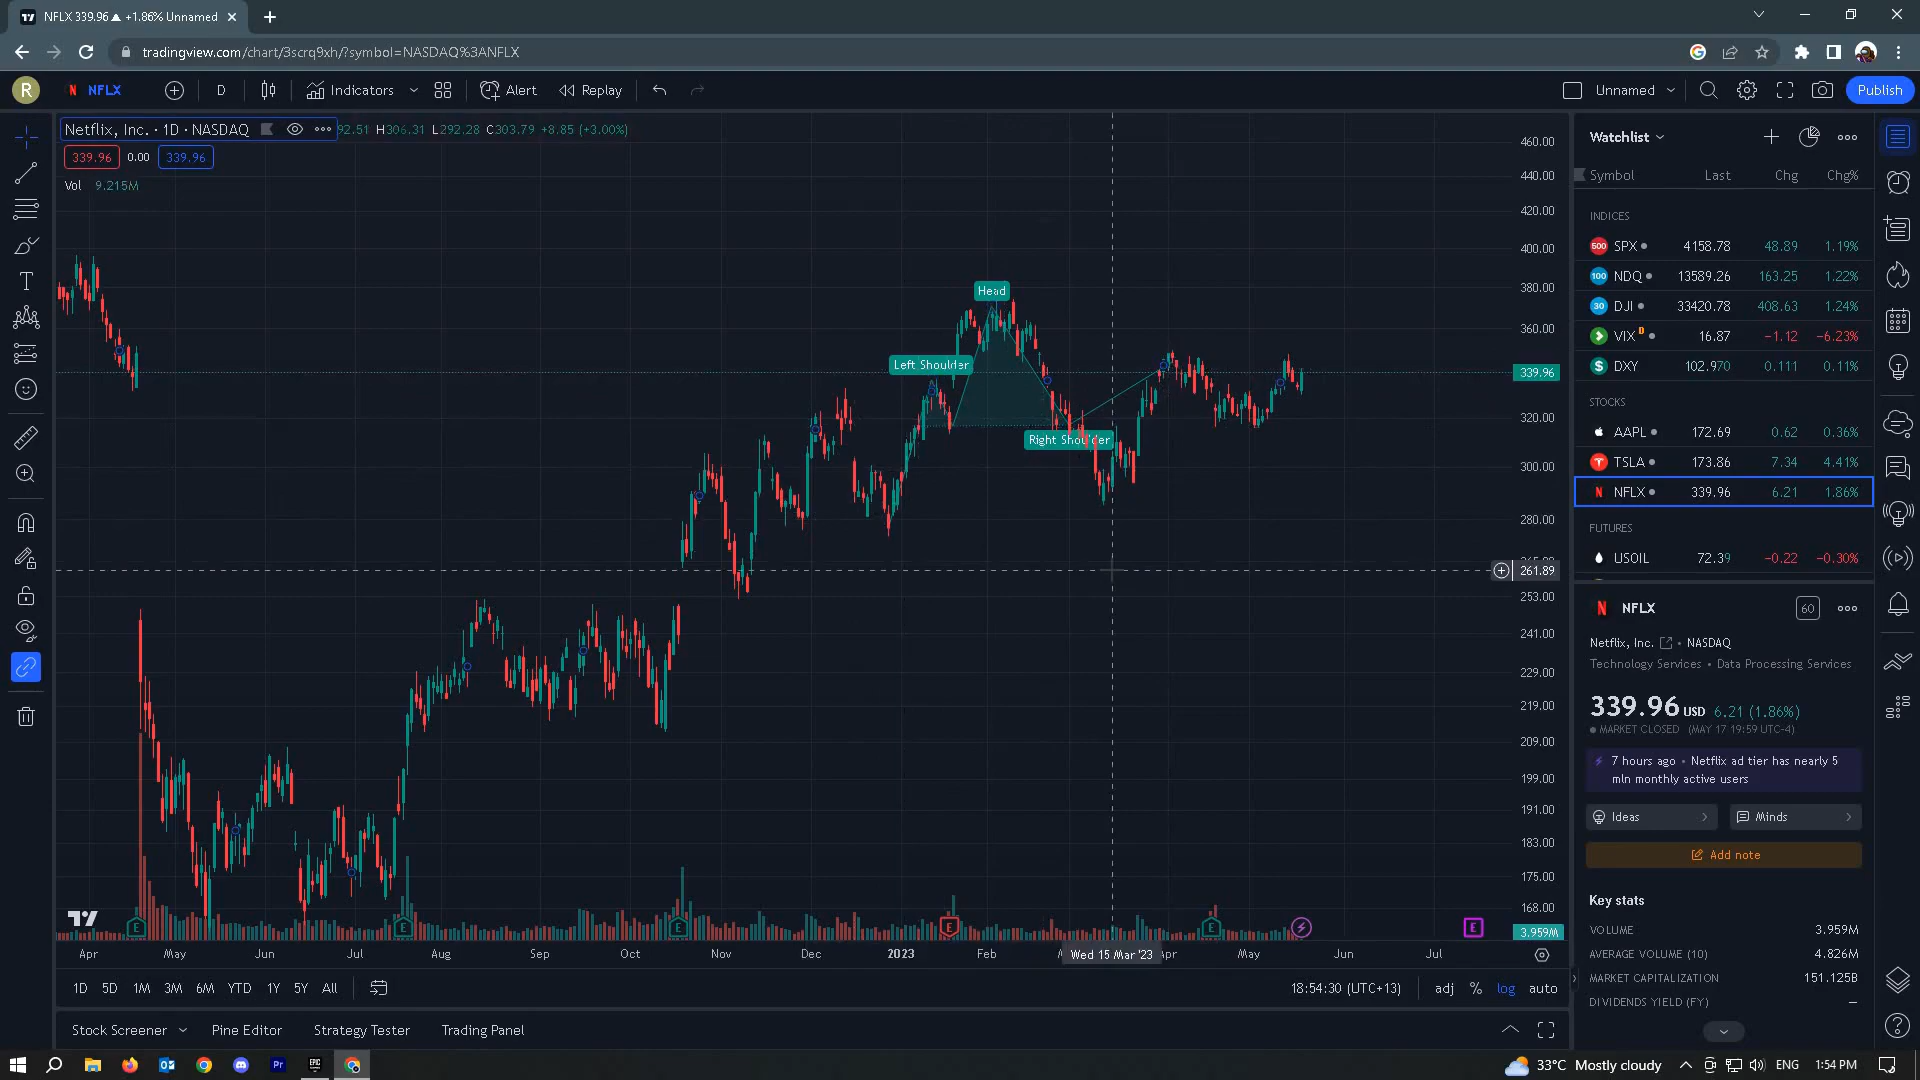 NFLX 339.96 ▲ +1.86% Unnamed
tradingview.com/chart/3scrq9xh/?symbol=NASDAQ%3ANFLX
R NFLX D Indicators Alert Replay Unnamed Publish
Netflix, Inc. · 1D · NASDAQ 92.51 H306.31 L292.28 C303.79 +8.85 (+3.00%)
339.96 0.00 339.96
Vol 9.215M
Head
Left Shoulder
Right Shoulder
460.00
440.00
420.00
400.00
380.00
360.00
339.96
320.00
300.00
280.00
261.89
253.00
241.00
229.00
219.00
209.00
199.00
191.00
183.00
175.00
168.00
3.959M
E E E E E E
Apr May Jun Jul Aug Sep Oct Nov Dec 2023 Feb Wed 15 Mar '23 Apr May Jun Jul
1D 5D 1M 3M 6M YTD 1Y 5Y All
18:54:30 (UTC+13) adj % log auto
Stock Screener Pine Editor Strategy Tester Trading Panel
Watchlist
Symbol Last Chg Chg%
INDICES
500 SPX 4158.78 48.89 1.19%
100 NDQ 13589.26 163.25 1.22%
30 DJI 33420.78 408.63 1.24%
VIX D 16.87 −1.12 −6.23%
$ DXY 102.970 0.111 0.11%
STOCKS
AAPL 172.69 0.62 0.36%
TSLA 173.86 7.34 4.41%
N NFLX 339.96 6.21 1.86%
FUTURES
USOIL 72.39 −0.22 −0.30%
N NFLX 60
Netflix, Inc. • NASDAQ
Technology Services • Data Processing Services
339.96 USD 6.21 (1.86%)
MARKET CLOSED (MAY 17 19:59 UTC-4)
7 hours ago • Netflix ad tier has nearly 5
mln monthly active users
Ideas Minds
Add note
Key stats
VOLUME 3.959M
AVERAGE VOLUME (10) 4.826M
MARKET CAPITALIZATION 151.125B
DIVIDENDS YIELD (FY) —
Pr EPIC 33°C Mostly cloudy ENG 1:54 PM